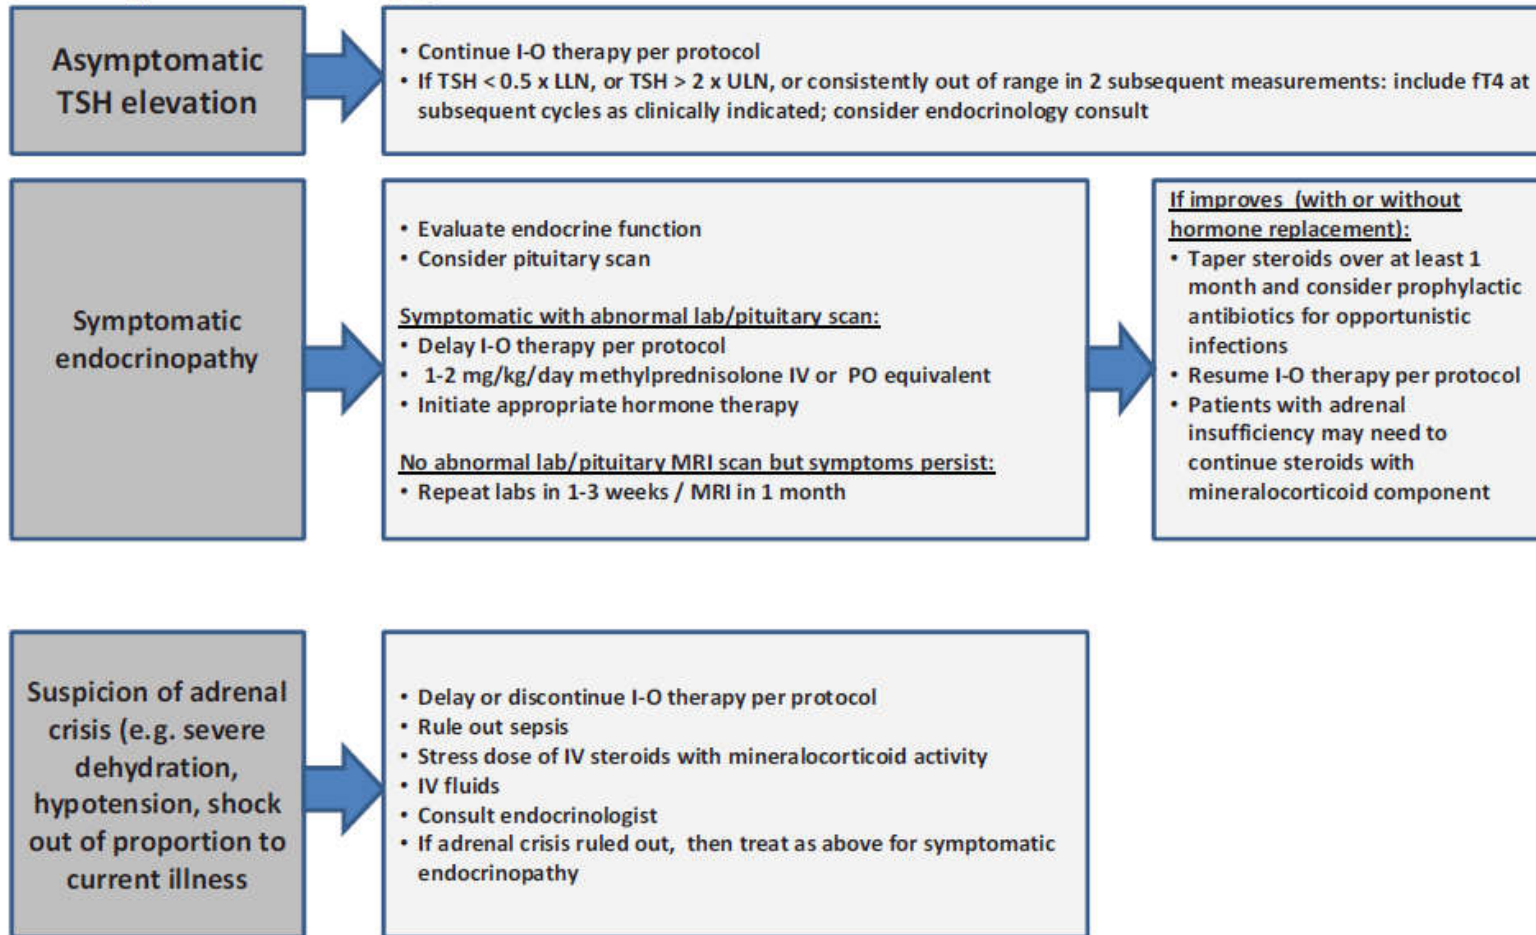 Asymptomatic
TSH elevation
• Continue I-O therapy per protocol
• If TSH < 0.5 x LLN, or TSH > 2 x ULN, or consistently out of range in 2 subsequent measurements: include fT4 at
subsequent cycles as clinically indicated; consider endocrinology consult
Symptomatic
endocrinopathy
• Evaluate endocrine function
• Consider pituitary scan
Symptomatic with abnormal lab/pituitary scan:
• Delay I-O therapy per protocol
• 1-2 mg/kg/day methylprednisolone IV or PO equivalent
• Initiate appropriate hormone therapy
No abnormal lab/pituitary MRI scan but symptoms persist:
• Repeat labs in 1-3 weeks / MRI in 1 month
If improves (with or without
hormone replacement):
• Taper steroids over at least 1
month and consider prophylactic
antibiotics for opportunistic
infections
• Resume I-O therapy per protocol
• Patients with adrenal
insufficiency may need to
continue steroids with
mineralocorticoid component
Suspicion of adrenal
crisis (e.g. severe
dehydration,
hypotension, shock
out of proportion to
current illness
• Delay or discontinue I-O therapy per protocol
• Rule out sepsis
• Stress dose of IV steroids with mineralocorticoid activity
• IV fluids
• Consult endocrinologist
• If adrenal crisis ruled out, then treat as above for symptomatic
endocrinopathy